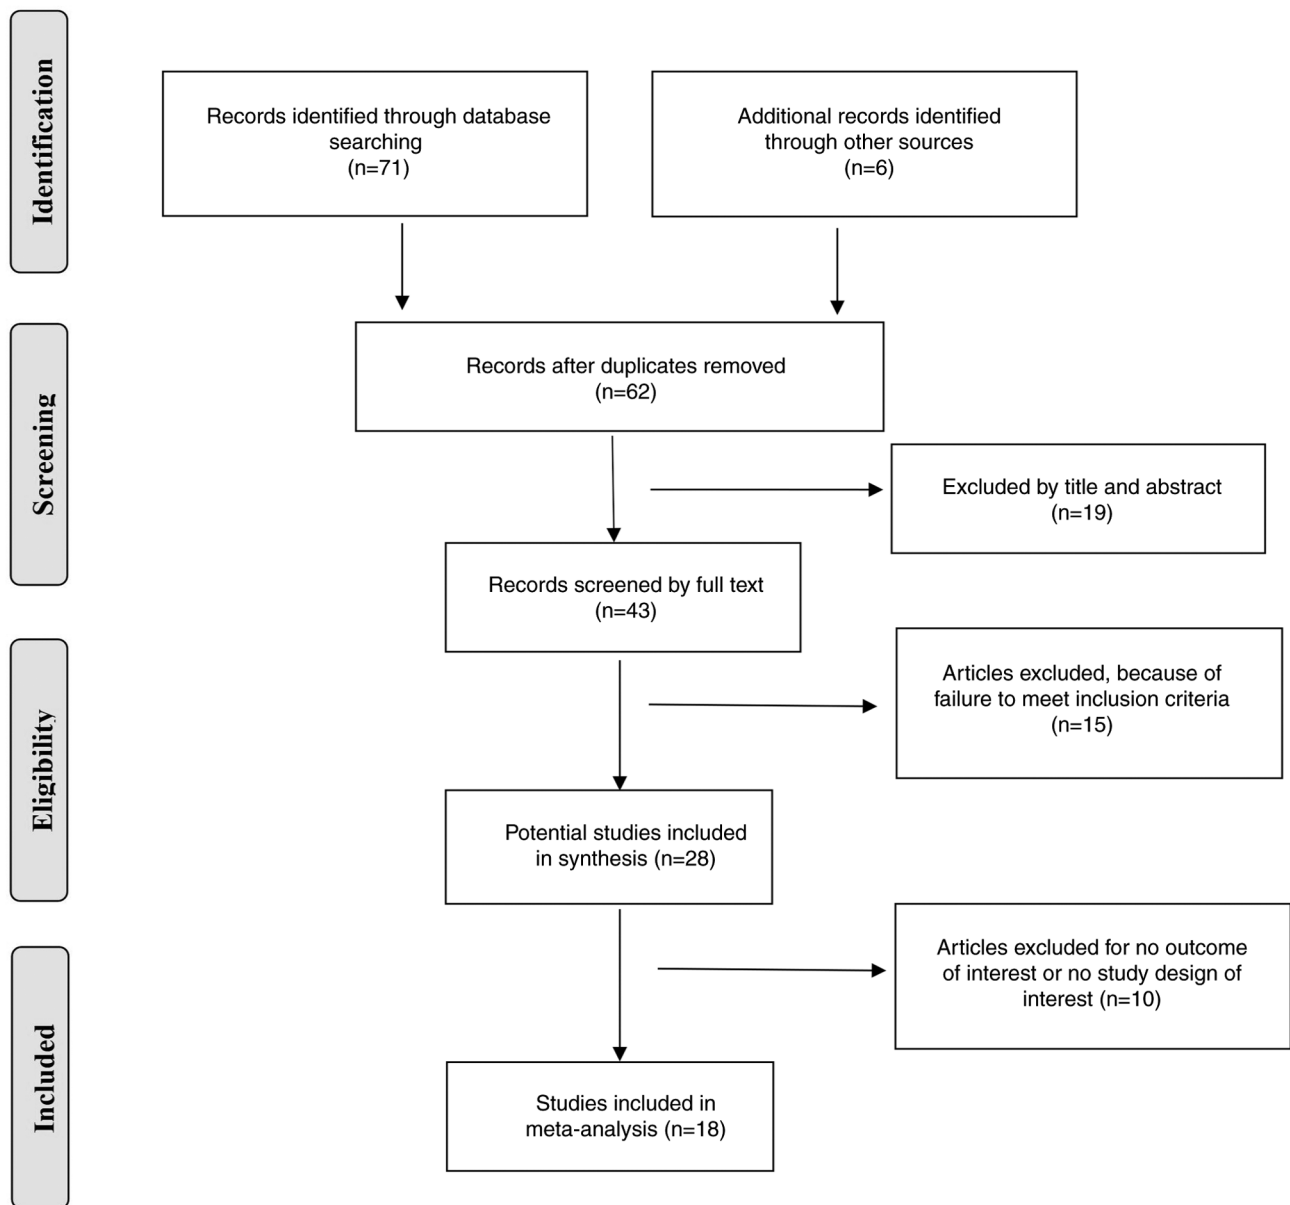 Identification
Records identified through database
searching
(n=71)
Additional records identified
through other sources
(n=6)
Screening
Records after duplicates removed
(n=62)
Excluded by title and abstract
(n=19)
Records screened by full text
(n=43)
Eligibility
Articles excluded, because of
failure to meet inclusion criteria
(n=15)
Potential studies included
in synthesis (n=28)
Included
Articles excluded for no outcome
of interest or no study design of
interest (n=10)
Studies included in
meta-analysis (n=18)